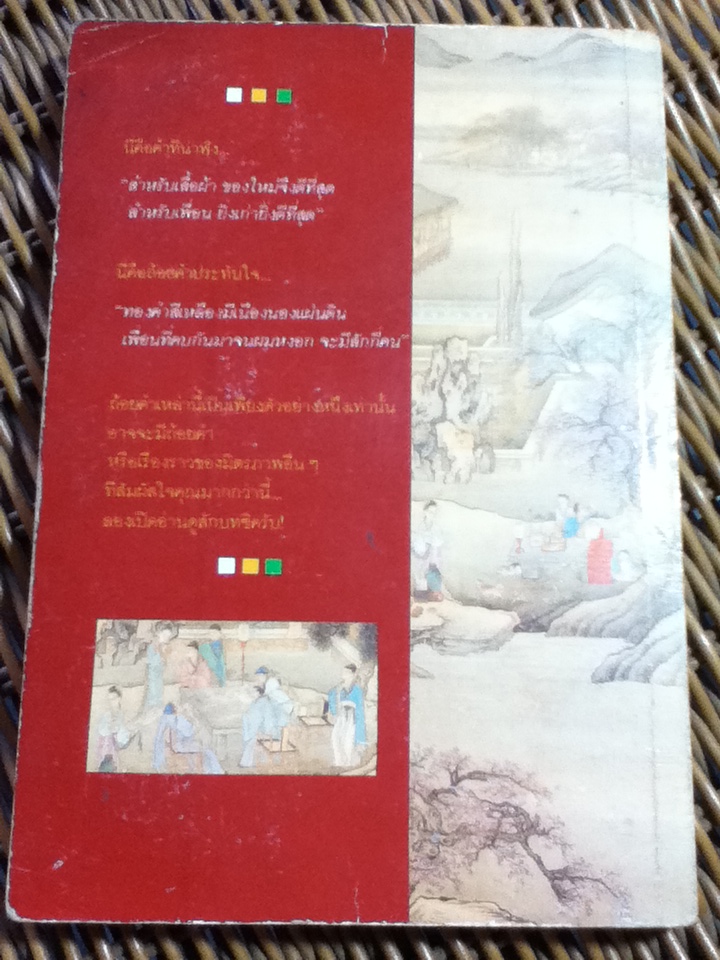 นี่คือคำที่น่าฟัง...
"สำหรับเสื้อผ้า ของใหม่จึงดีที่สุด
สำหรับเพื่อน ยิ่งเก่ายิ่งดีที่สุด"
นี่คือถ้อยคำประทับใจ...
"ทองคำสีเหลืองมีเนืองนองแผ่นดิน
เพื่อนที่คบกันมาจนผมหงอก จะมีสักกี่คน"
ถ้อยคำเหล่านี้เป็นเพียงตัวอย่างหนึ่งเท่านั้น
อาจจะมีถ้อยคำ
หรือเรื่องราวของมิตรภาพอื่น ๆ
ที่สัมผัสใจคุณมากกว่านี้...
ลองเปิดอ่านดูสักบทซิครับ!